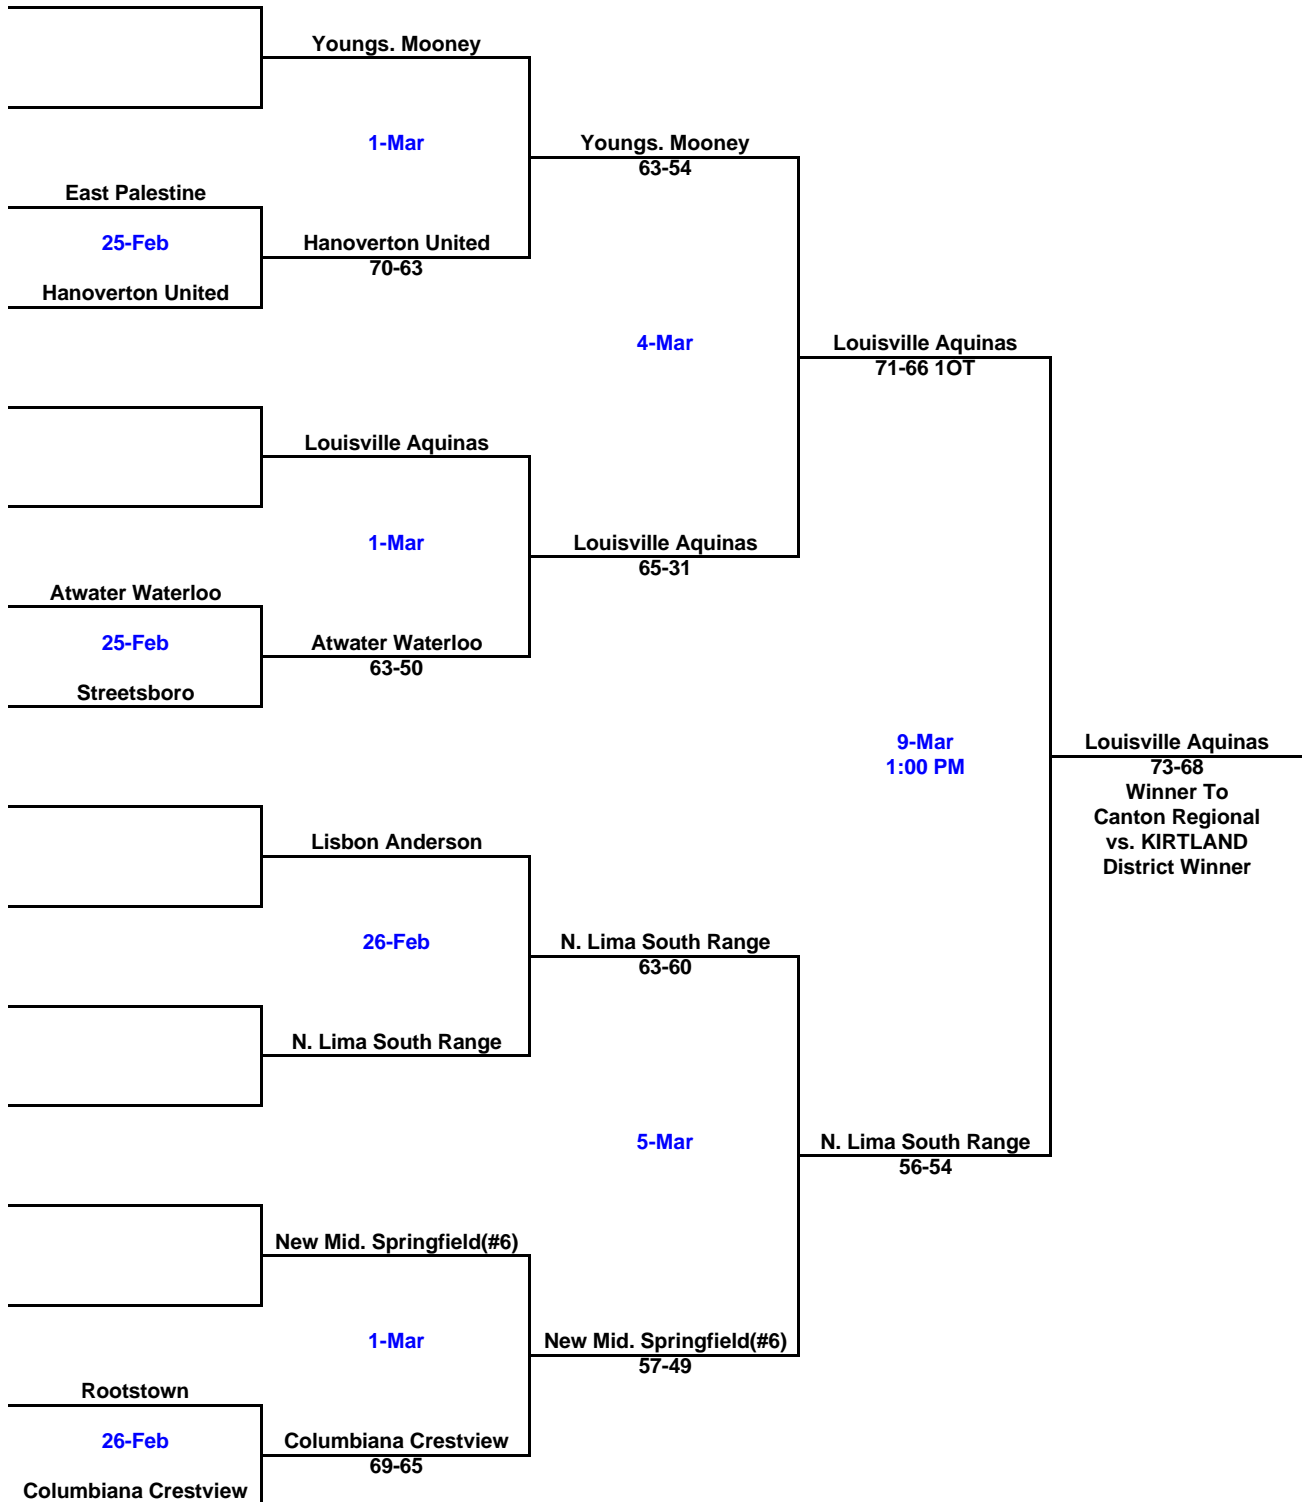 Youngs. Mooney
1-Mar
Youngs. Mooney
63-54
East Palestine
25-Feb
Hanoverton United
Hanoverton United
70-63
4-Mar
Louisville Aquinas
71-66 1OT
Louisville Aquinas
1-Mar
Louisville Aquinas
65-31
Atwater Waterloo
25-Feb
Atwater Waterloo
63-50
Streetsboro
9-Mar
1:00 PM
Louisville Aquinas
73-68
Winner To
Canton Regional
vs. KIRTLAND
District Winner
Lisbon Anderson
26-Feb
N. Lima South Range
63-60
N. Lima South Range
5-Mar
N. Lima South Range
56-54
New Mid. Springfield(#6)
1-Mar
New Mid. Springfield(#6)
57-49
Rootstown
26-Feb
Columbiana Crestview
69-65
Columbiana Crestview